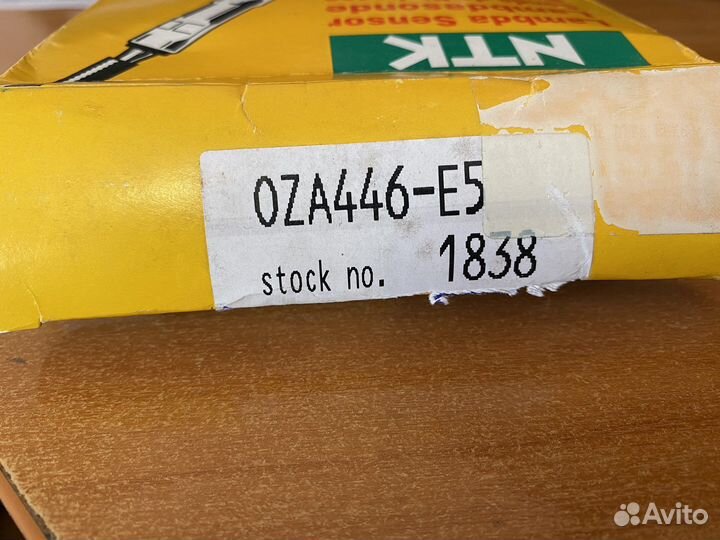 Lambda Sensor
Lambdasonde
NTK
OZA446-E5
stock no. 1838
Avito